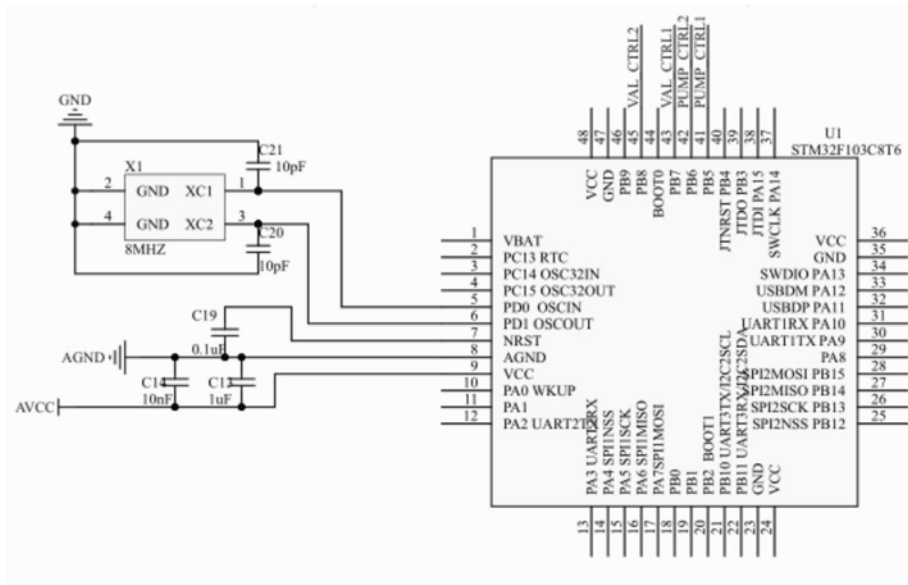 VAL_CTRL2
VAL_CTRL1
PUMP_CTRL2
PUMP_CTRL1
GND
C21
10pF
X1
2 GND XC1 1
4 GND XC2 3
8MHZ
C20
10pF
C19
0.1uF
AGND
C14
10nF
1uF
AVCC
U1
STM32F103C8T6
48 VCC
47 GND
46 PB9
45 PB8
44 BOOT0
43 PB7
42 PB6
41 PB5
40 JTNRST PB4
39 JTDO PB3
38 JTDI PA15
37 SWCLK PA14
1 VBAT
2 PC13 RTC
3 PC14 OSC32IN
4 PC15 OSC32OUT
5 PD0 OSCIN
6 PD1 OSCOUT
7 NRST
8 AGND
9 VCC
10 PA0 WKUP
11 PA1
12 PA2 UART2TX
VCC 36
GND 35
SWDIO PA13 34
USBDM PA12 33
USBDP PA11 32
UART1RX PA10 31
UART1TX PA9 30
PA8 29
SPI2MOSI PB15 28
SPI2MISO PB14 27
SPI2SCK PB13 26
SPI2NSS PB12 25
13 PA3 UART2RX
14 PA4 SPI1NSS
15 PA5 SPI1SCK
16 PA6 SPI1MISO
17 PA7SPI1MOSI
18 PB0
19 PB1
20 PB2 BOOT1
21 PB10 UART3TX/I2C2SCL
22 PB11 UART3RX/I2C2SDA
23 GND
24 VCC